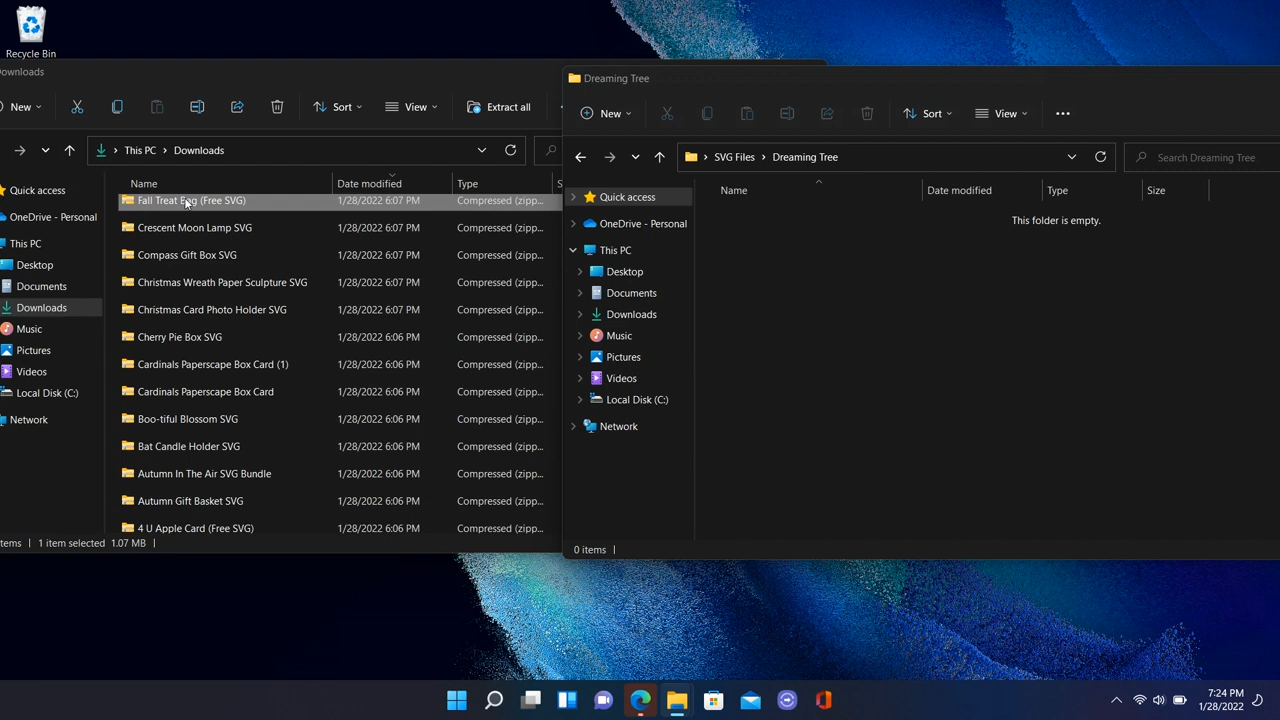 Recycle Bin
Downloads
New
Sort
View
Extract all
This PC > Downloads
Quick access
OneDrive - Personal
This PC
Desktop
Documents
Downloads
Music
Pictures
Videos
Local Disk (C:)
Network
Name Date modified Type S
Fall Treat Bag (Free SVG) 1/28/2022 6:07 PM Compressed (zipp...
Crescent Moon Lamp SVG 1/28/2022 6:07 PM Compressed (zipp...
Compass Gift Box SVG 1/28/2022 6:07 PM Compressed (zipp...
Christmas Wreath Paper Sculpture SVG 1/28/2022 6:07 PM Compressed (zipp...
Christmas Card Photo Holder SVG 1/28/2022 6:07 PM Compressed (zipp...
Cherry Pie Box SVG 1/28/2022 6:06 PM Compressed (zipp...
Cardinals Paperscape Box Card (1) 1/28/2022 6:06 PM Compressed (zipp...
Cardinals Paperscape Box Card 1/28/2022 6:06 PM Compressed (zipp...
Boo-tiful Blossom SVG 1/28/2022 6:06 PM Compressed (zipp...
Bat Candle Holder SVG 1/28/2022 6:06 PM Compressed (zipp...
Autumn In The Air SVG Bundle 1/28/2022 6:06 PM Compressed (zipp...
Autumn Gift Basket SVG 1/28/2022 6:06 PM Compressed (zipp...
4 U Apple Card (Free SVG) 1/28/2022 6:06 PM Compressed (zipp...
tems 1 item selected 1.07 MB
Dreaming Tree
New
Sort
View
SVG Files > Dreaming Tree
Search Dreaming Tree
Quick access
OneDrive - Personal
This PC
Desktop
Documents
Downloads
Music
Pictures
Videos
Local Disk (C:)
Network
Name Date modified Type Size
This folder is empty.
0 items
7:24 PM
1/28/2022